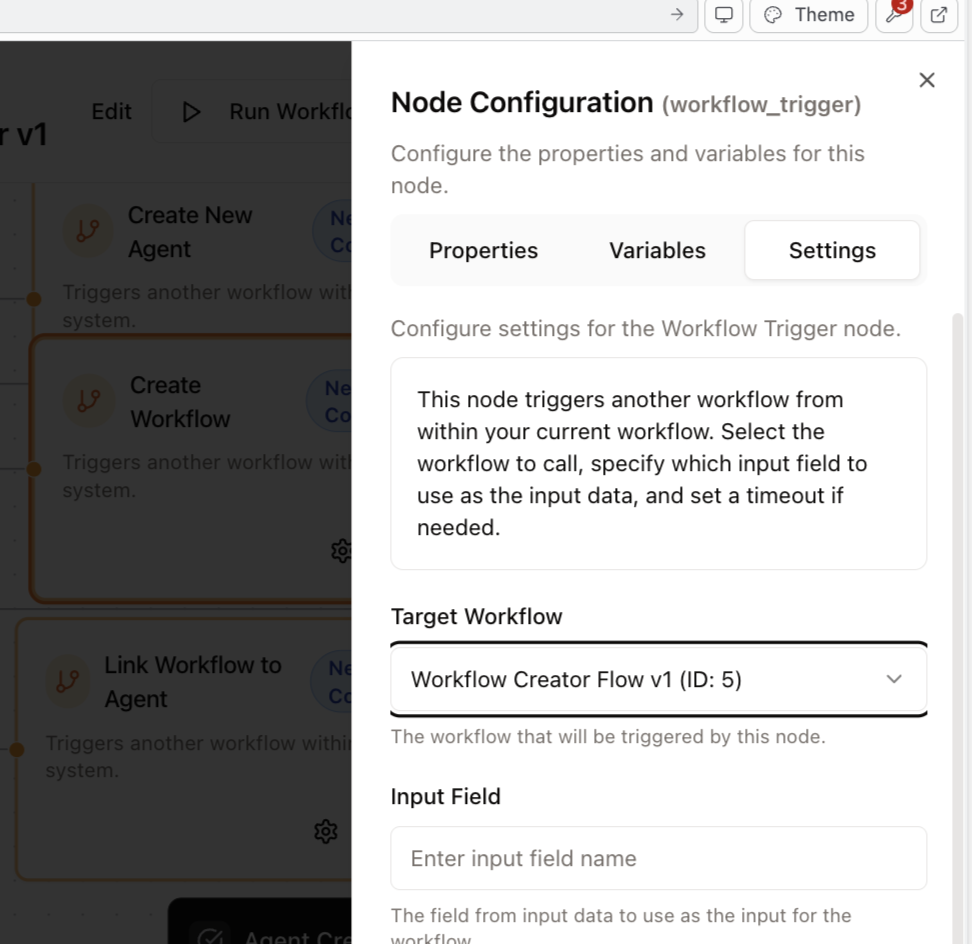 Theme
3
Edit
Run Workflo
r v1
Create New
Agent
Ne
Co
Triggers another workflow with
system.
Create
Workflow
Ne
Co
Triggers another workflow with
system.
Link Workflow to
Agent
Ne
Co
Triggers another workflow within
system.
Agent Cre
Node Configuration (workflow_trigger)
Configure the properties and variables for this
node.
Properties Variables Settings
Configure settings for the Workflow Trigger node.
This node triggers another workflow from
within your current workflow. Select the
workflow to call, specify which input field to
use as the input data, and set a timeout if
needed.
Target Workflow
Workflow Creator Flow v1 (ID: 5)
The workflow that will be triggered by this node.
Input Field
Enter input field name
The field from input data to use as the input for the
workflow